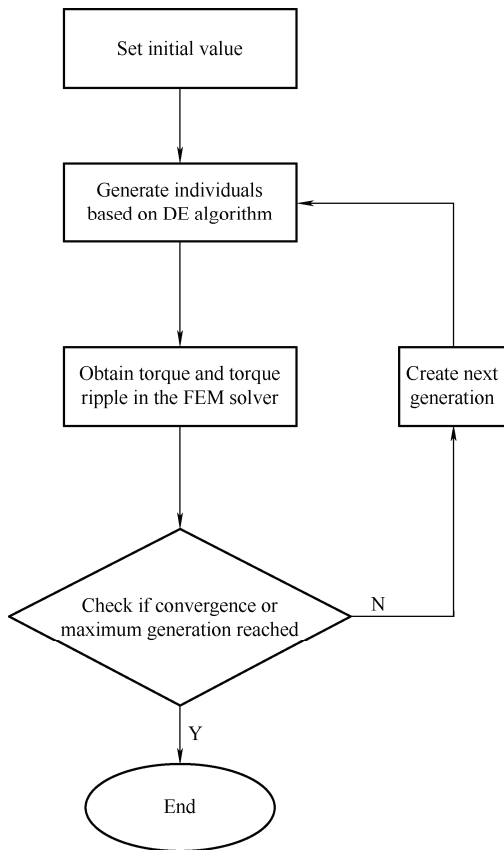 Set initial value
Generate individuals
based on DE algorithm
Obtain torque and torque
ripple in the FEM solver
Create next
generation
Check if convergence or
maximum generation reached
N
Y
End